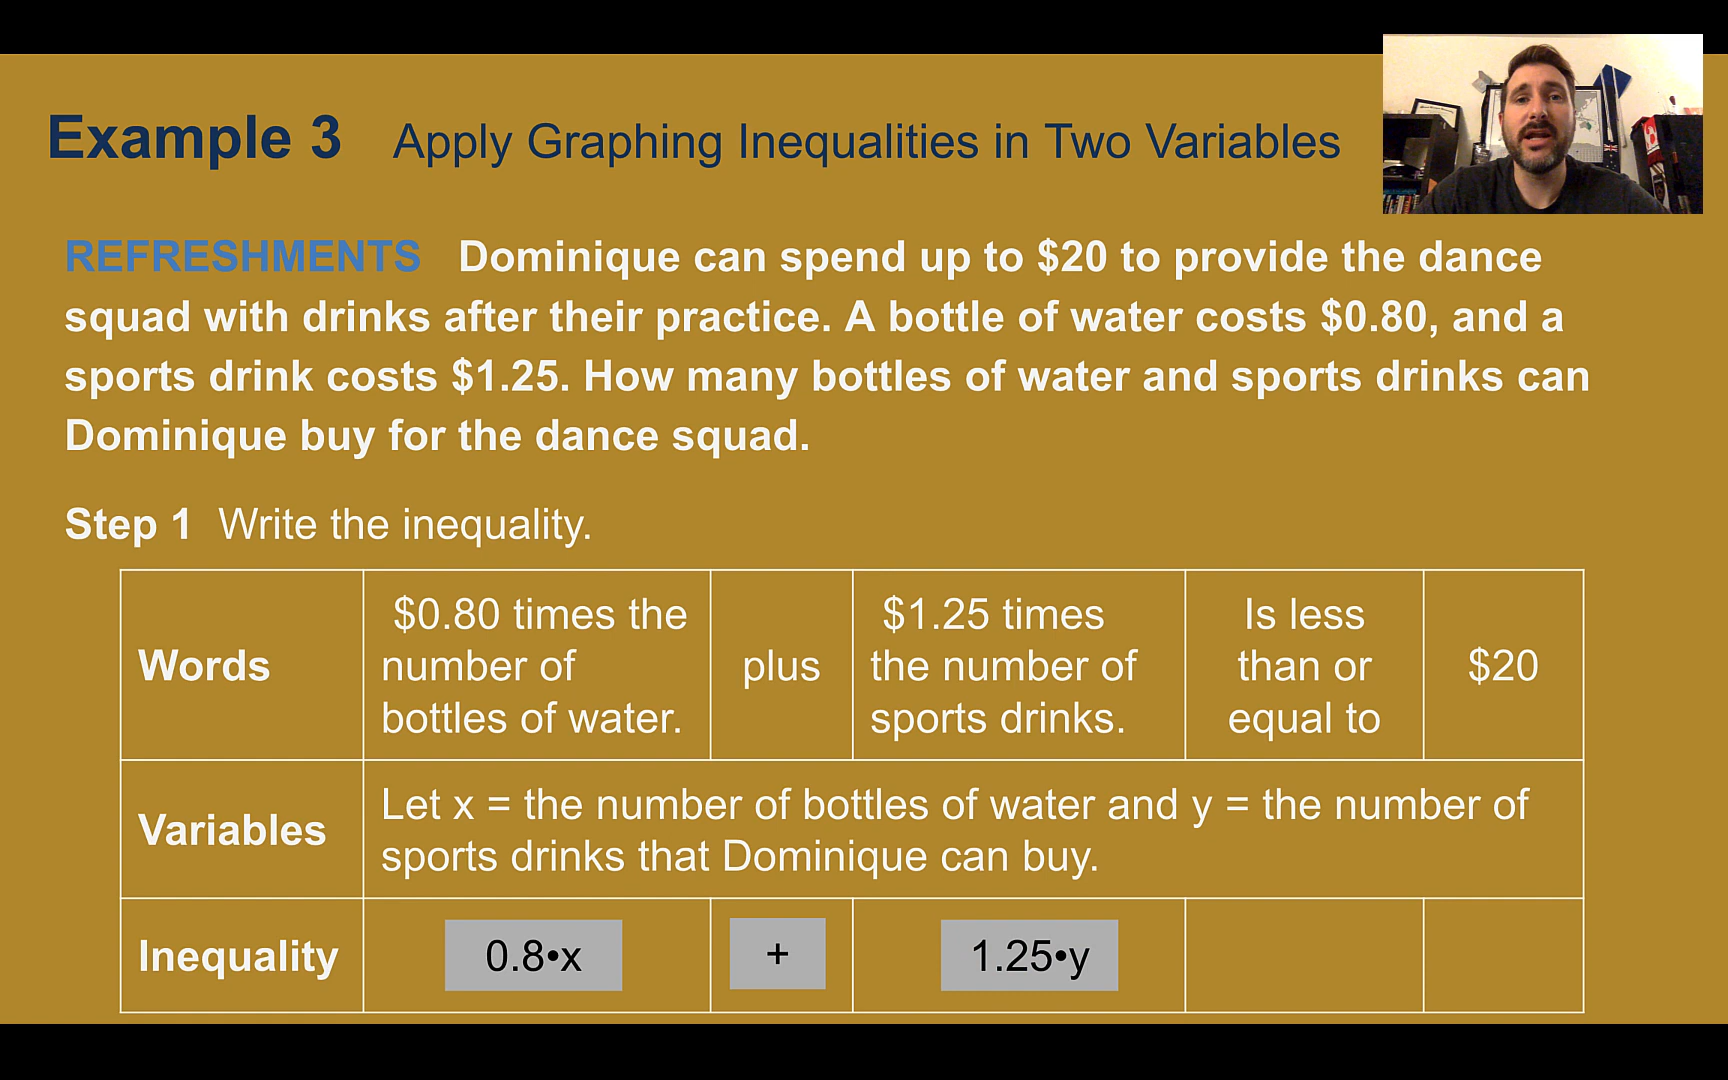 Example 3 Apply Graphing Inequalities in Two Variables
REFRESHMENTS Dominique can spend up to $20 to provide the dance
squad with drinks after their practice. A bottle of water costs $0.80, and a
sports drink costs $1.25. How many bottles of water and sports drinks can
Dominique buy for the dance squad.
Step 1 Write the inequality.
Words
$0.80 times the
number of
bottles of water.
plus
$1.25 times
the number of
sports drinks.
Is less
than or
equal to
$20
Variables
Let x = the number of bottles of water and y = the number of
sports drinks that Dominique can buy.
Inequality
0.8•x
+
1.25•y